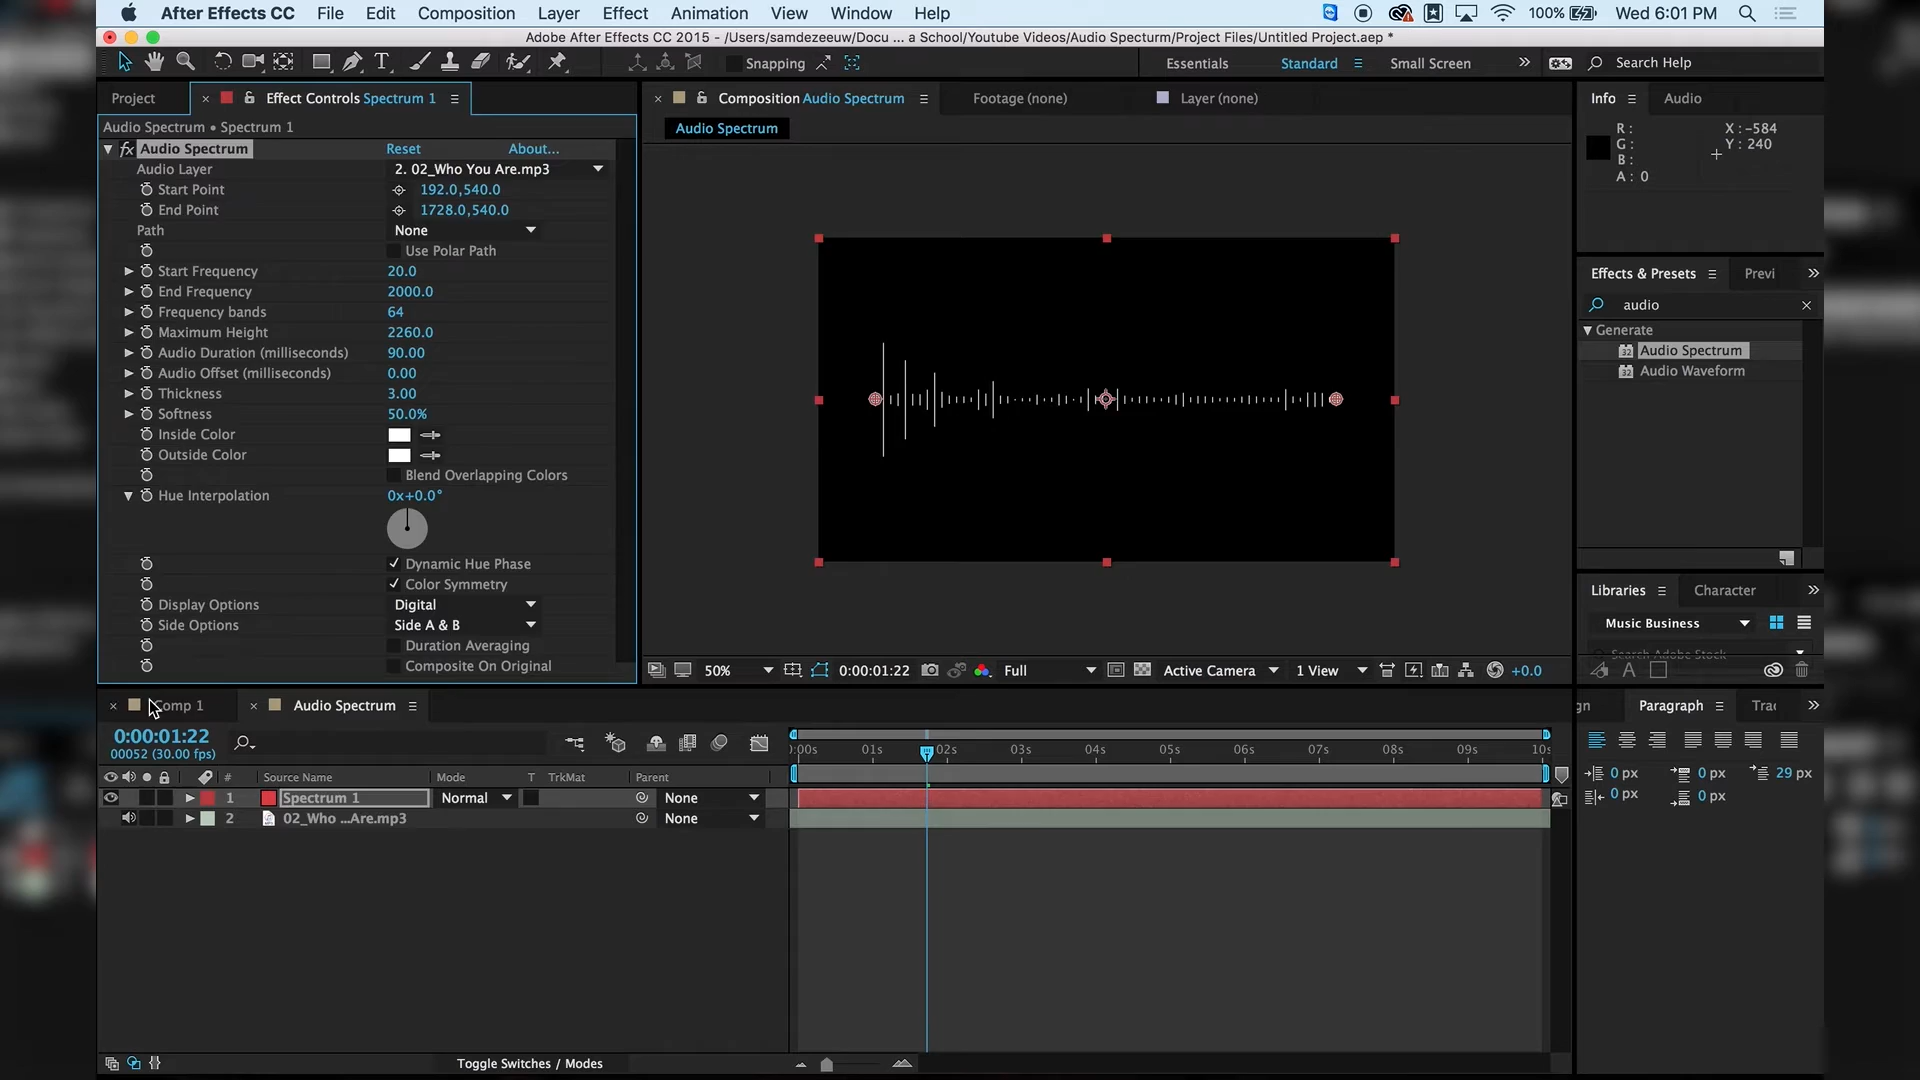 After Effects CC File Edit Composition Layer Effect Animation View Window Help 100% Wed 6:01 PM
Adobe After Effects CC 2015 - /Users/samdezeeuw/Docu ... a School/Youtube Videos/Audio Specturm/Project Files/Untitled Project.aep *
Snapping Essentials Standard Small Screen Search Help
Project Effect Controls Spectrum 1
Audio Spectrum • Spectrum 1
fx Audio Spectrum Reset About...
Audio Layer 2. 02_Who You Are.mp3
Start Point 192.0,540.0
End Point 1728.0,540.0
Path None
Use Polar Path
Start Frequency 20.0
End Frequency 2000.0
Frequency bands 64
Maximum Height 2260.0
Audio Duration (milliseconds) 90.00
Audio Offset (milliseconds) 0.00
Thickness 3.00
Softness 50.0%
Inside Color
Outside Color
Blend Overlapping Colors
Hue Interpolation 0x+0.0°
Dynamic Hue Phase
Color Symmetry
Display Options Digital
Side Options Side A & B
Duration Averaging
Composite On Original
Composition Audio Spectrum Footage (none) Layer (none)
Audio Spectrum
50% 0:00:01:22 Full Active Camera 1 View +0.0
Info Audio
R : X : -584
G : Y : 240
B :
A : 0
Effects & Presets Previ
audio
Generate
32 Audio Spectrum
32 Audio Waveform
Libraries Character
Music Business
Search Adobe Stock
Paragraph Trac
0 px 0 px 29 px
0 px 0 px
omp 1 Audio Spectrum
0:00:01:22
00052 (30.00 fps)
# Source Name Mode T TrkMat Parent
1 Spectrum 1 Normal None
2 02_Who ...Are.mp3 None
):00s 01s 02s 03s 04s 05s 06s 07s 08s 09s 10s
Toggle Switches / Modes